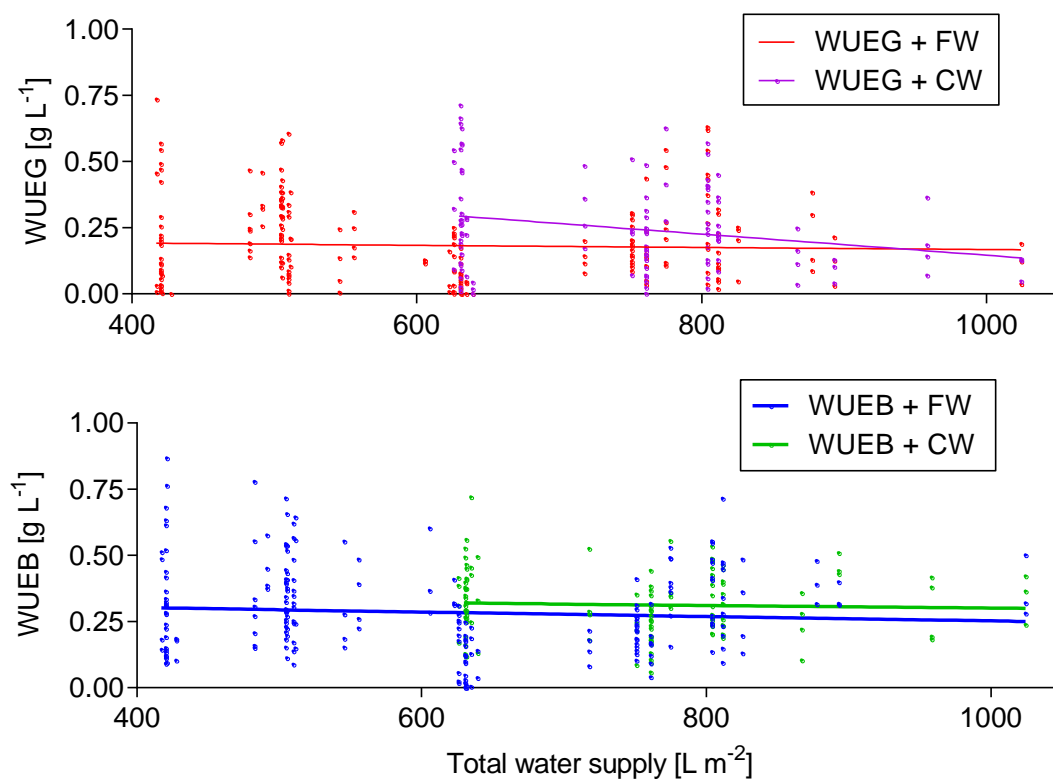 1.00
0.75
0.50
0.25
0.00
WUEG [g L⁻¹]
WUEG + FW
WUEG + CW
400 600 800 1000
1.00
0.75
0.50
0.25
0.00
WUEB [g L⁻¹]
WUEB + FW
WUEB + CW
400 600 800 1000
Total water supply [L m⁻²]